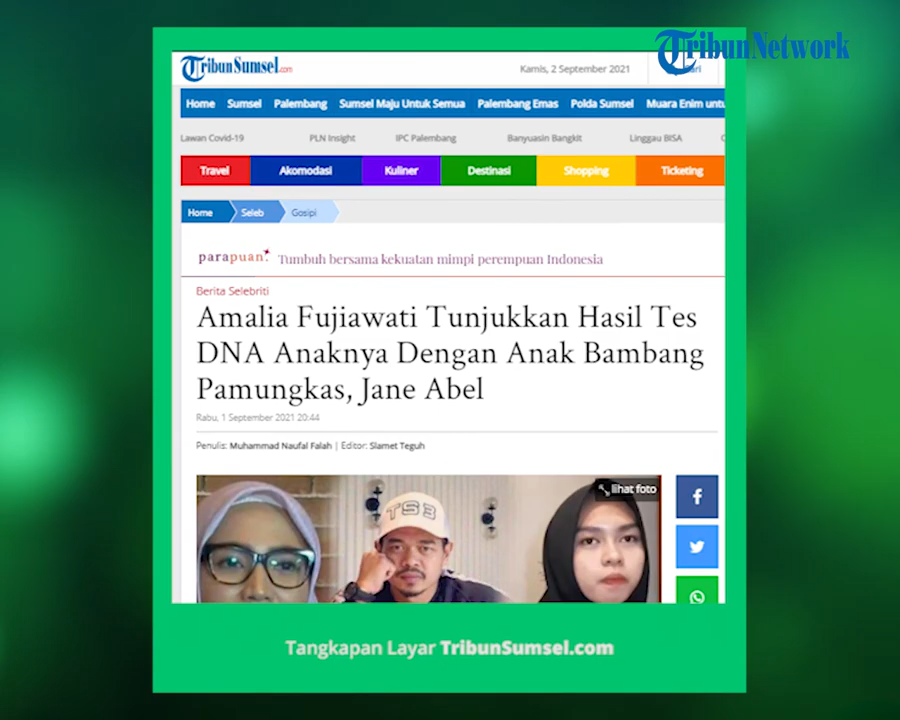 TribunNetwork
TribunSumsel.com
Kamis, 2 September 2021
Home Sumsel Palembang Sumsel Maju Untuk Semua Palembang Emas Polda Sumsel Muara Enim untu
Lawan Covid-19 PLN Insight IPC Palembang Banyuasin Bangkit Linggau BISA
Travel Akomodasi Kuliner Destinasi Shopping Ticketing
Home Seleb Gosipi
parapuan. Tumbuh bersama kekuatan mimpi perempuan Indonesia
Berita Selebriti
Amalia Fujiawati Tunjukkan Hasil Tes
DNA Anaknya Dengan Anak Bambang
Pamungkas, Jane Abel
Rabu, 1 September 2021 20:44
Penulis: Muhammad Naufal Falah | Editor: Slamet Teguh
lihat foto
TS3
Tangkapan Layar TribunSumsel.com